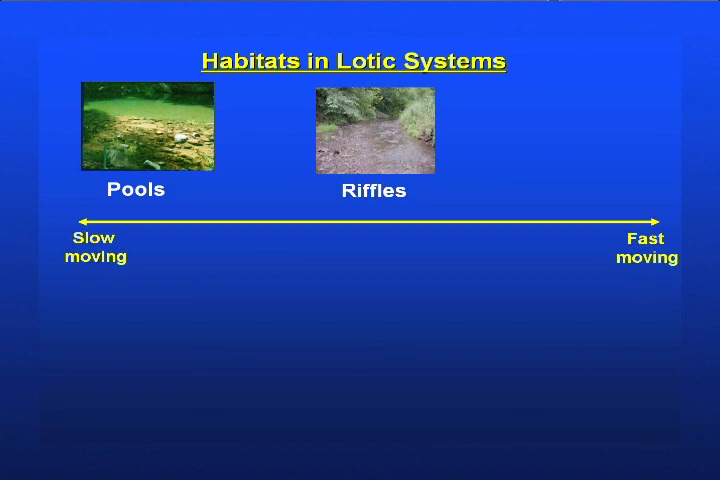 Habitats in Lotic Systems
Pools
Riffles
Slow
moving
Fast
moving